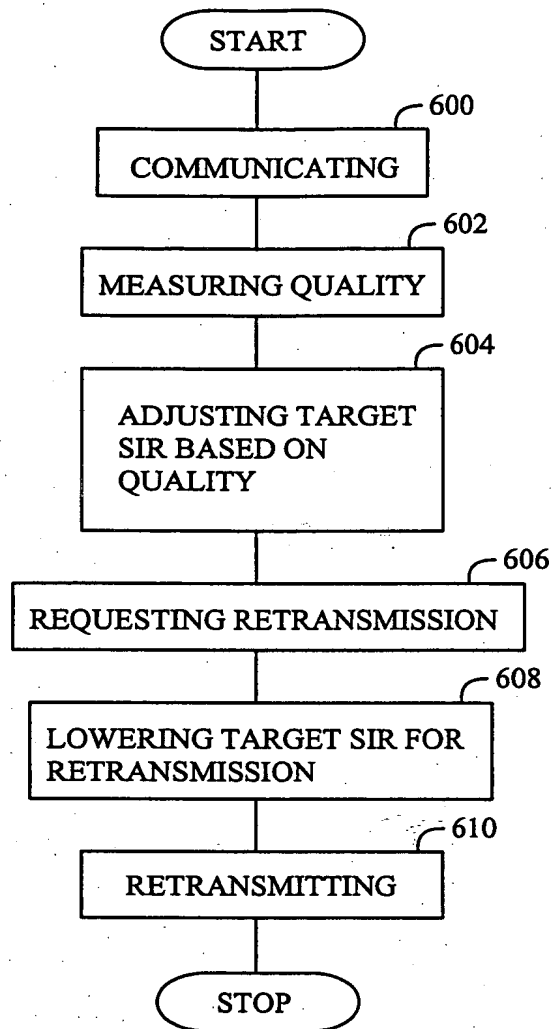 START
600
COMMUNICATING
602
MEASURING QUALITY
604
ADJUSTING TARGET
SIR BASED ON
QUALITY
606
REQUESTING RETRANSMISSION
608
LOWERING TARGET SIR FOR
RETRANSMISSION
610
RETRANSMITTING
STOP